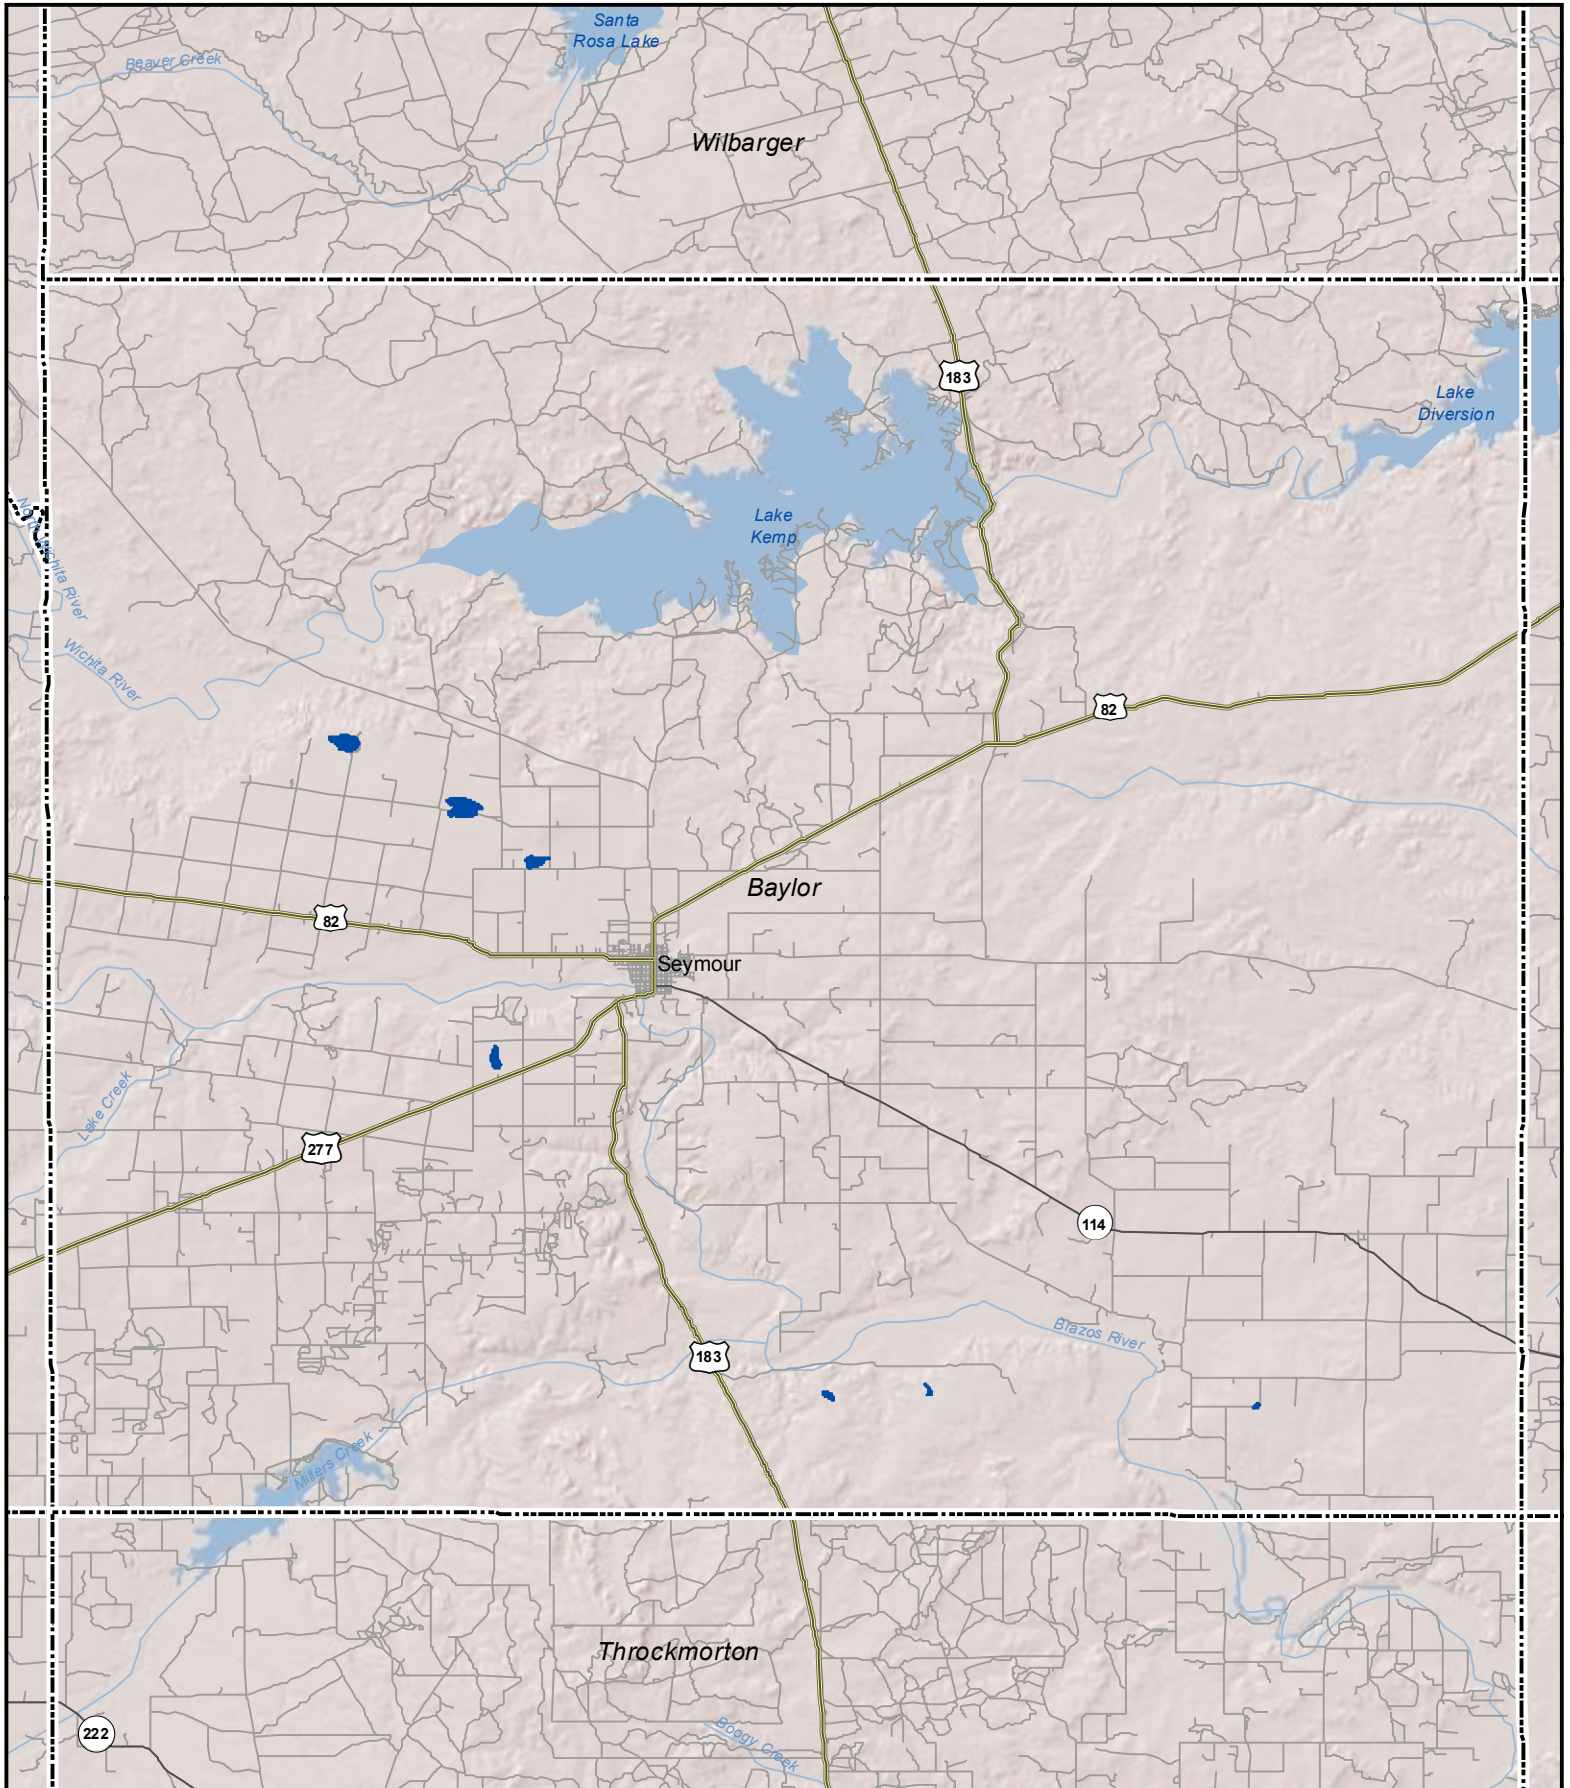 Santa
Rosa Lake
Beaver Creek
Wilbarger
183
Lake
Diversion
Lake
Kemp
North Wichita River
Wichita River
82
Baylor
82
Seymour
Lake Creek
277
114
Brazos River
183
Millers Creek
Throckmorton
222
Boggy Creek